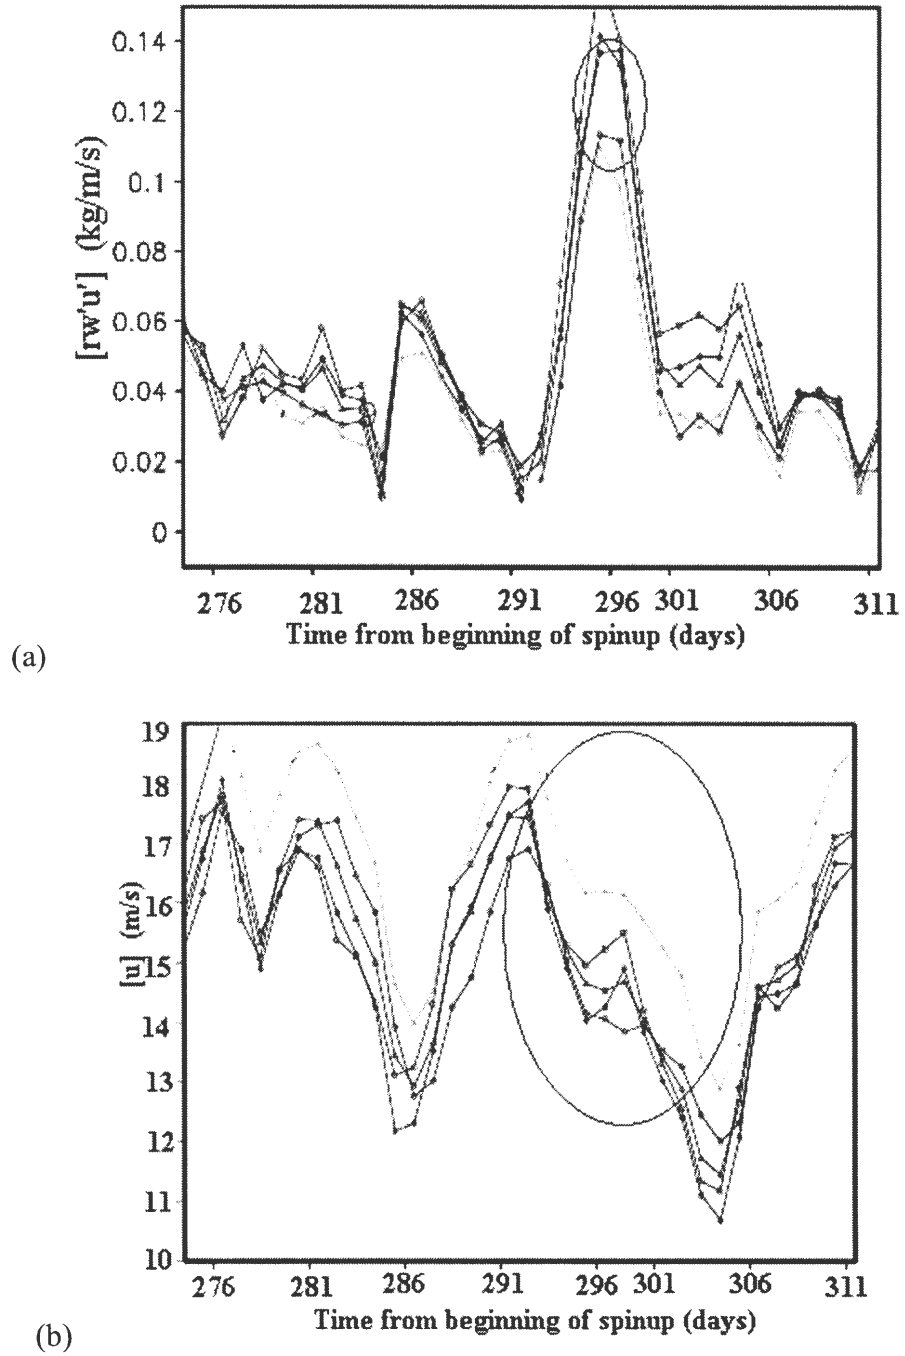 0.14
0.12
0.1
0.08
0.06
0.04
0.02
0
[rw'u'] (kg/m/s)
276 281 286 291 296 301 306 311
Time from beginning of spinup (days)
(a)
19
18
17
16
15
14
13
12
11
10
[u] (m/s)
276 281 286 291 296 301 306 311
Time from beginning of spinup (days)
(b)